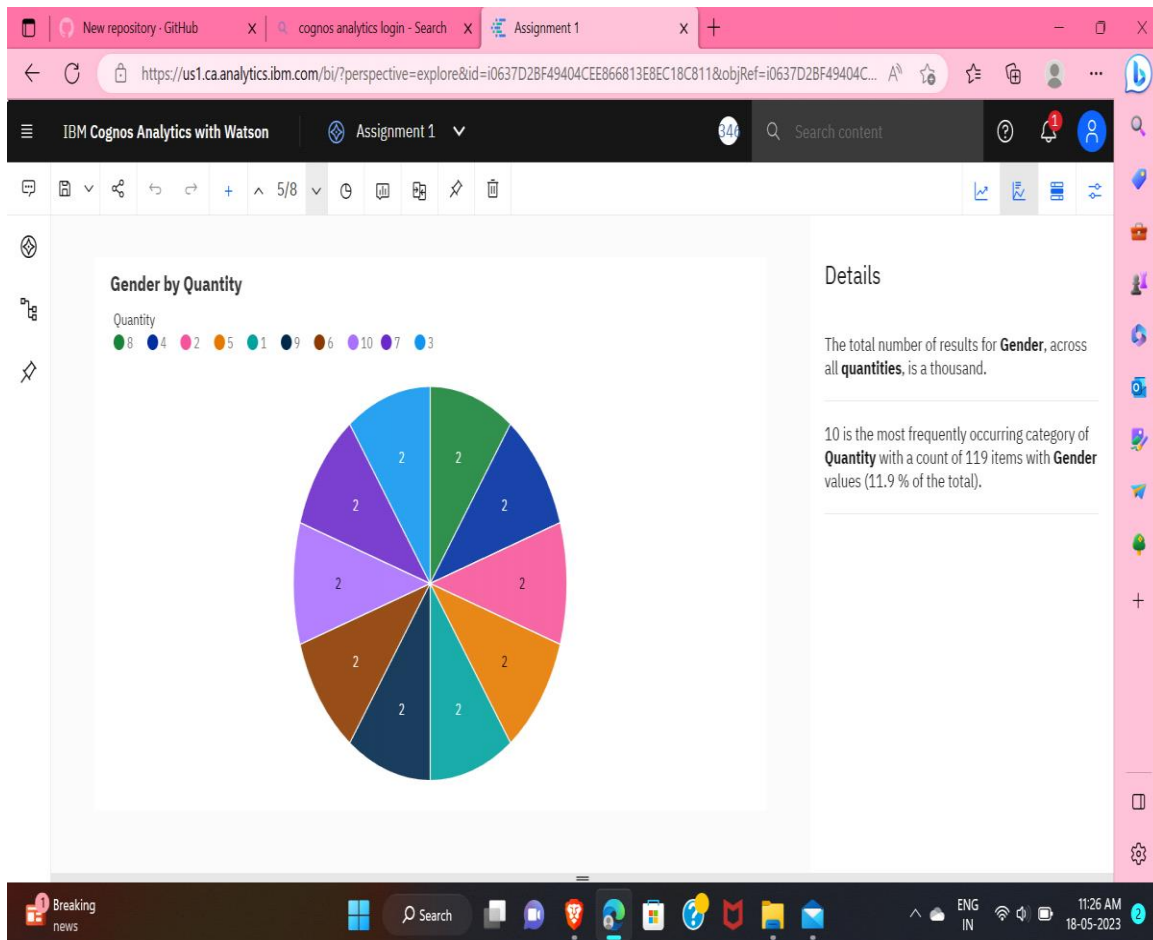 New repository · GitHub
cognos analytics login - Search
Assignment 1
https://us1.ca.analytics.ibm.com/bi/?perspective=explore&id=i0637D2BF49404CEE866813E8EC18C811&objRef=i0637D2BF49404C...
IBM Cognos Analytics with Watson
Assignment 1
346
Search content
1
5/8
Gender by Quantity
Quantity
8 4 2 5 1 9 6 10 7 3
2 2
2 2
2 2
2 2
2 2
Details
The total number of results for Gender, across
all quantities, is a thousand.
10 is the most frequently occurring category of
Quantity with a count of 119 items with Gender
values (11.9 % of the total).
1
Breaking
news
Search
ENG
IN
11:26 AM
18-05-2023
2